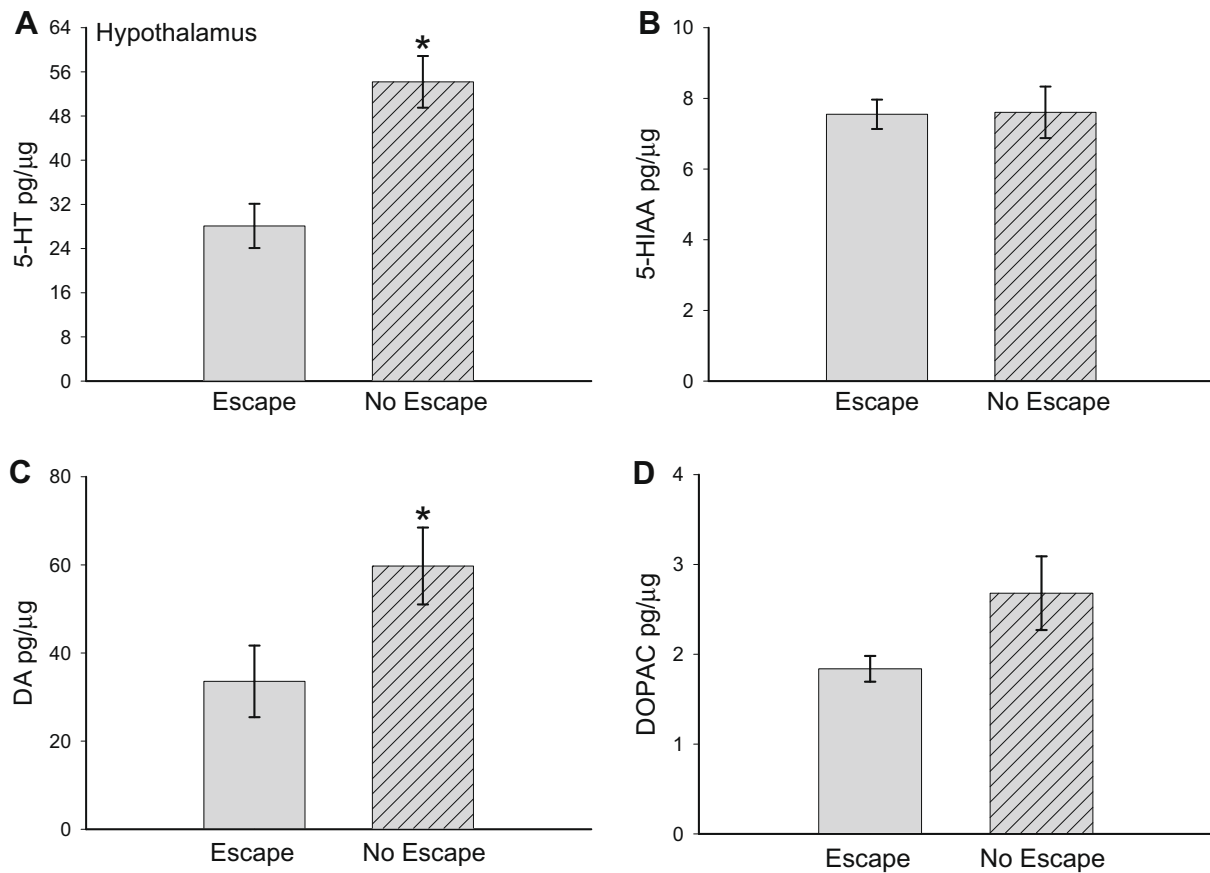 A
Hypothalamus
5-HT pg/μg
64
56
48
40
32
24
16
8
0
*
Escape
No Escape
B
5-HIAA pg/μg
10
8
6
4
2
0
Escape
No Escape
C
DA pg/μg
80
60
40
20
0
*
Escape
No Escape
D
DOPAC pg/μg
4
3
2
1
0
Escape
No Escape